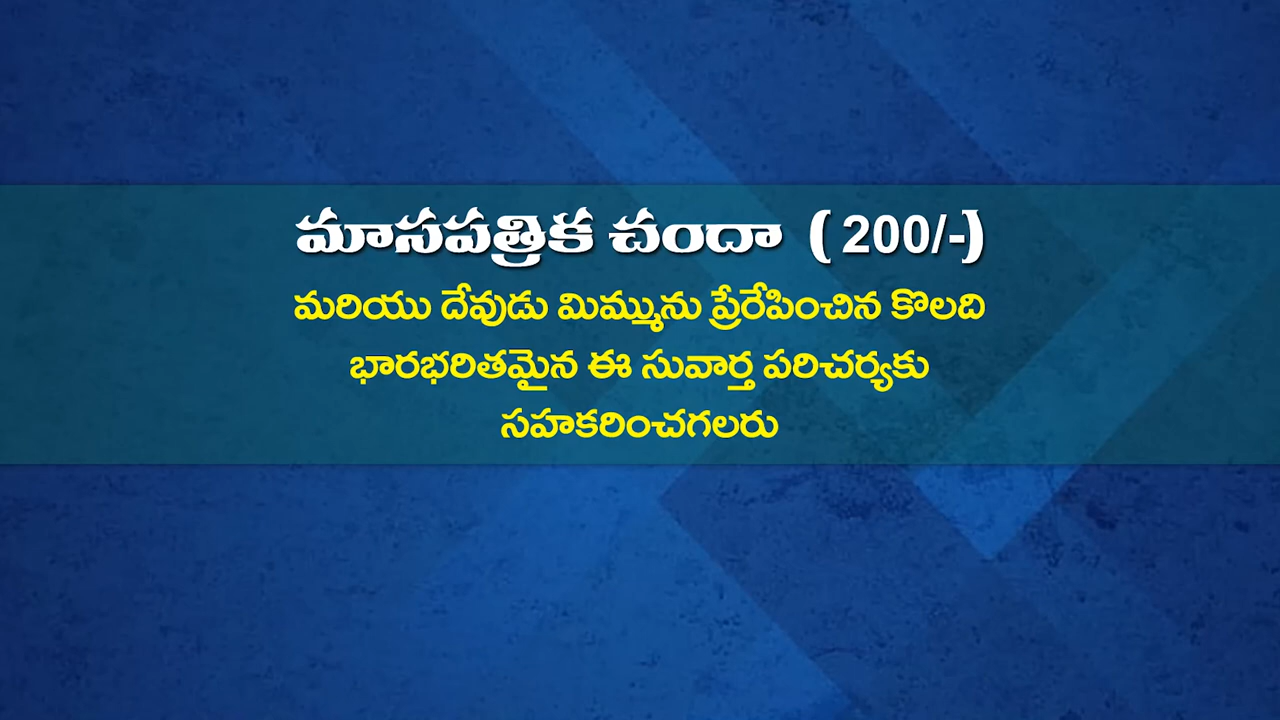 మాసపత్రిక చందా ( 200/-)
మరియు దేవుడు మిమ్మును ప్రేరేపించిన కొలది
భారభరితమైన ఈ సువార్త పరిచర్యకు
సహకరించగలరు